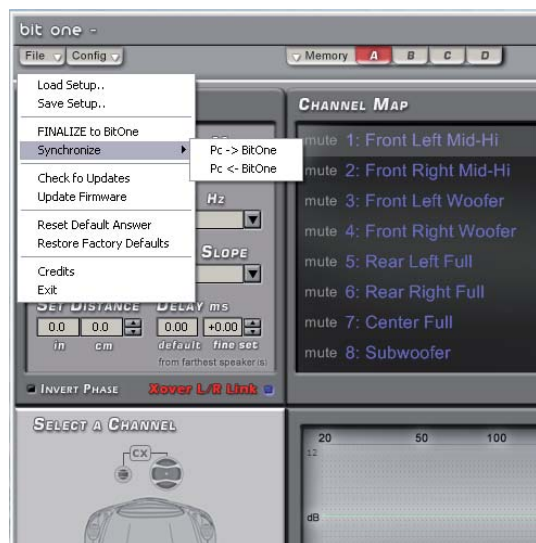 bit one -
File Config Memory A B C D
Load Setup..
Save Setup..
FINALIZE to BitOne
Synchronize
Pc -> BitOne
Pc <- BitOne
Check fo Updates
Update Firmware
Reset Default Answer
Restore Factory Defaults
Credits
Exit
Hz
SLOPE
SET DISTANCE DELAY ms
0.0 0.0 0.00 +0.00
in cm default fine set
from farthest speaker(s)
INVERT PHASE Xover L/R Link
CHANNEL MAP
mute 1: Front Left Mid-Hi
mute 2: Front Right Mid-Hi
mute 3: Front Left Woofer
mute 4: Front Right Woofer
mute 5: Rear Left Full
mute 6: Rear Right Full
mute 7: Center Full
mute 8: Subwoofer
SELECT A CHANNEL
CX
20 50 100
12
dB